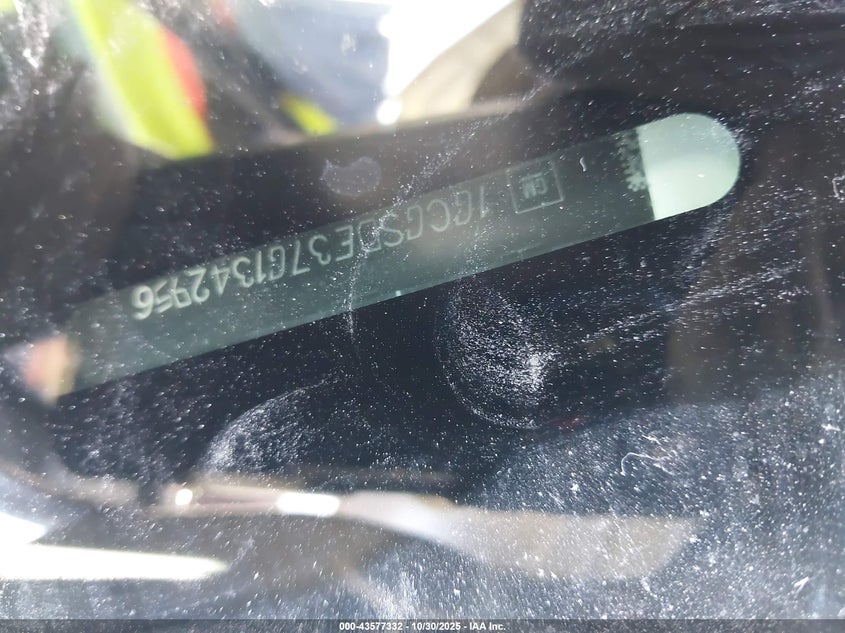 GM 1GCGSDE37G1342956
000-43577332 - 10/30/2025 - IAA Inc.